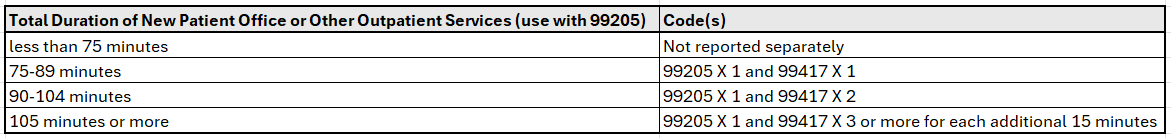 Total Duration of New Patient Office or Other Outpatient Services (use with 99205) Code(s)
less than 75 minutes Not reported separately
75-89 minutes 99205 X 1 and 99417 X 1
90-104 minutes 99205 X 1 and 99417 X 2
105 minutes or more 99205 X 1 and 99417 X 3 or more for each additional 15 minutes